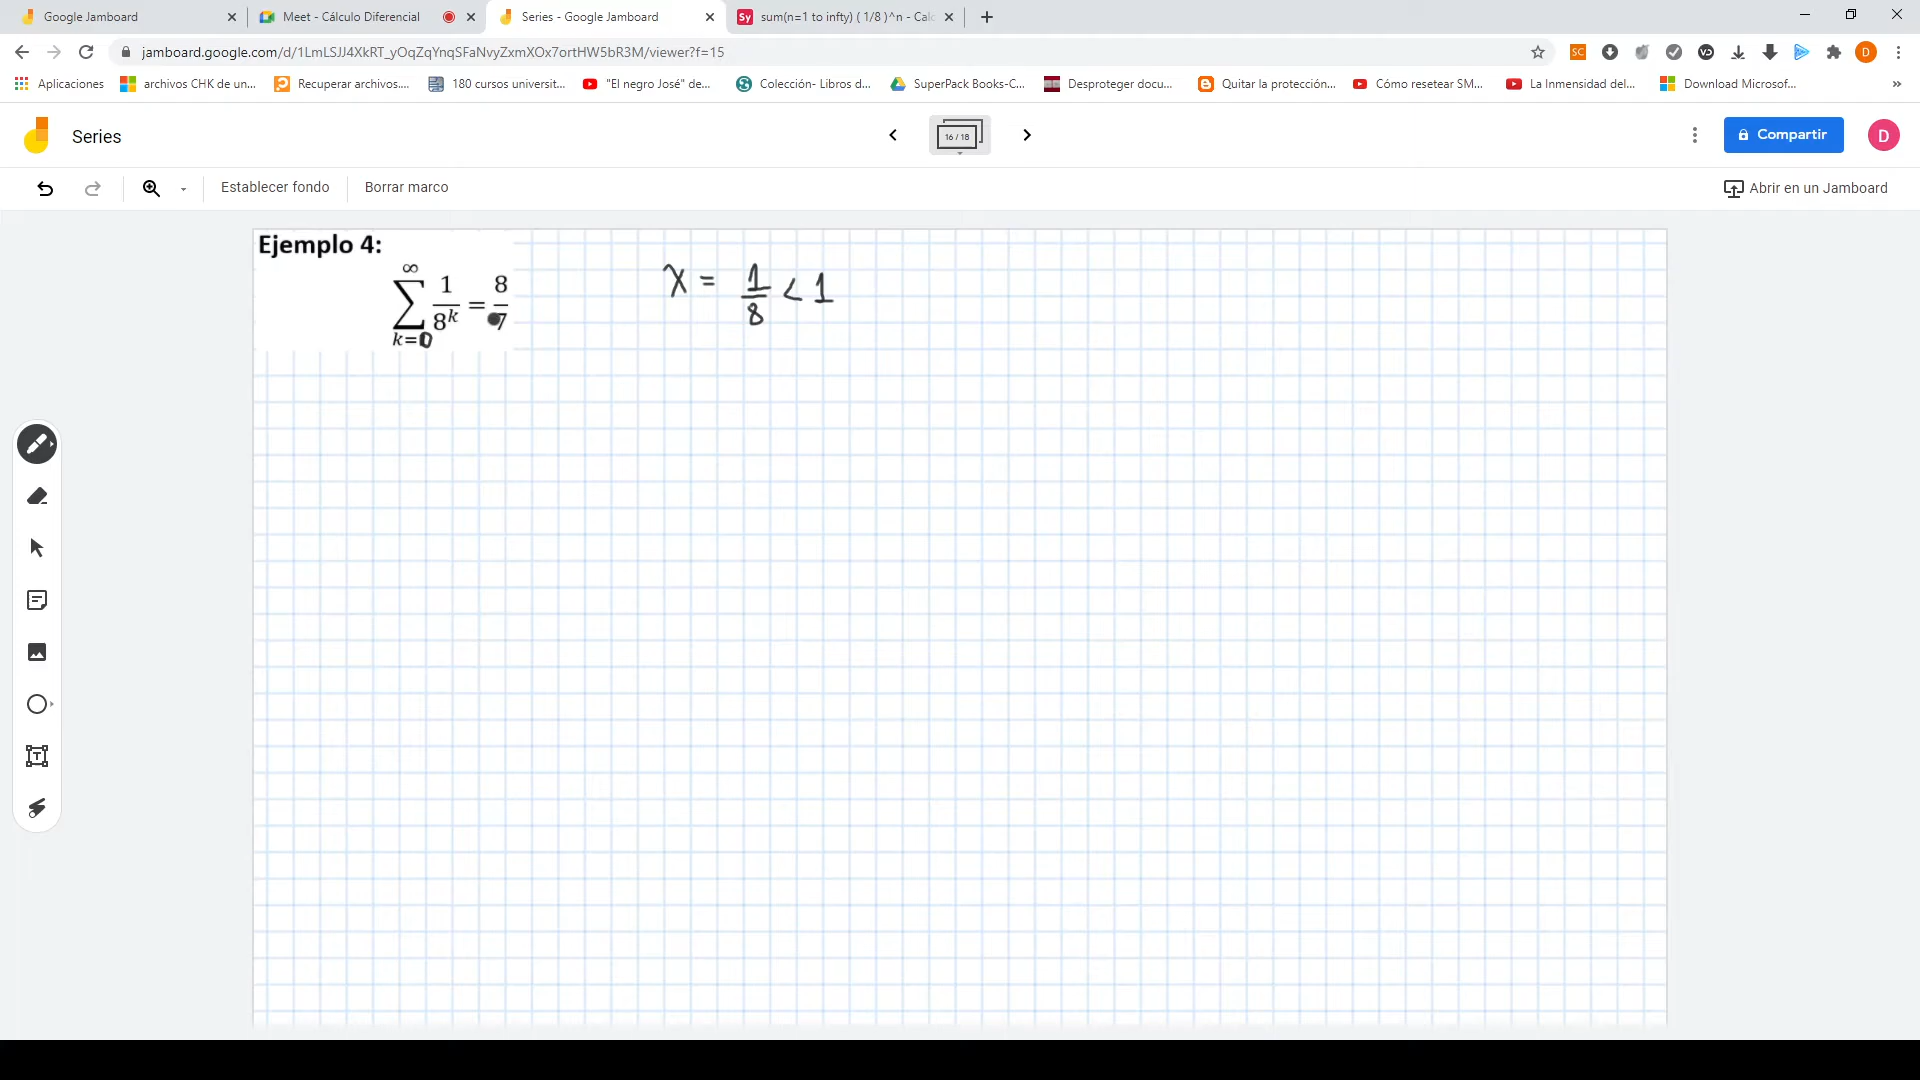 Google Jamboard
Meet - Cálculo Diferencial
Series - Google Jamboard
Sy sum(n=1 to infty) ( 1/8 )^n - Calc
jamboard.google.com/d/1LmLSJJ4XkRT_yOqZqYnqSFaNvyZxmXOx7ortHW5bR3M/viewer?f=15
SC
VD
D
Aplicaciones
archivos CHK de un...
Recuperar archivos....
180 cursos universit...
"El negro José" de...
Colección- Libros d...
SuperPack Books-C...
Desproteger docu...
Quitar la protección...
Cómo resetear SM...
La Inmensidad del...
Download Microsof...
»
Series
16 / 18
Compartir
D
Establecer fondo
Borrar marco
Abrir en un Jamboard
Ejemplo 4:
∞ ∑ k=0 1/8^k = 8/7
x = 1/8 < 1
T